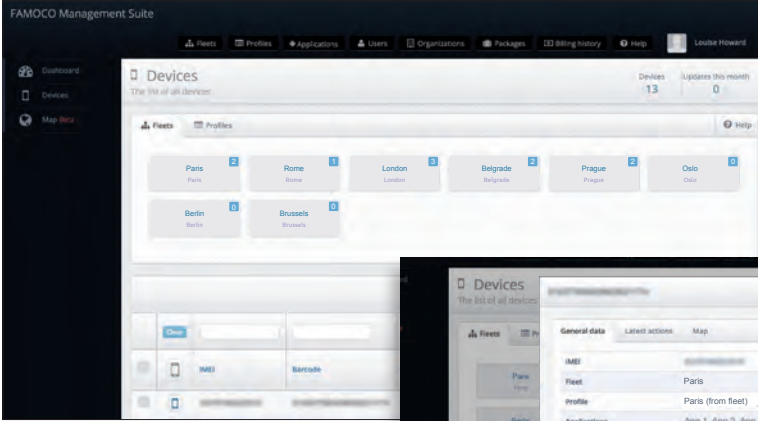 FAMOCO Management Suite
Fleets Profiles Applications Users Organizations Packages Billing history Help Louise Howard
Dashboard
Devices
Map Beta
Devices
The list of all devices
Devices Updates this month
13 0
Fleets Profiles Help
Paris 2 Rome 1 London 3 Belgrade 2 Prague 2 Oslo 0
Paris Rome London Belgrade Prague Oslo
Berlin 0 Brussels 0
Berlin Brussels
Clear
IMEI Barcode
Devices
The list of all devices
Fleets
Paris
General data Latest actions Map
IMEI
Fleet Paris
Profile Paris (from fleet)